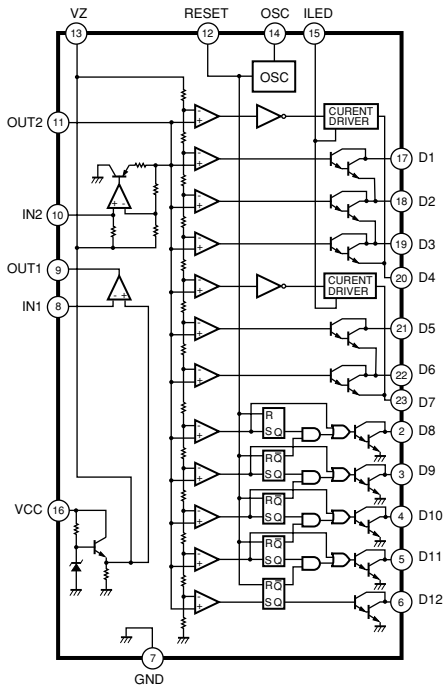 VZ RESET OSC ILED
13 12 14 15
OSC
CURENT
DRIVER
OUT2 11
- +
17 D1
- +
18 D2
IN2 10
+ -
- +
19 D3
- +
OUT1 9
20 D4
IN1 8
- +
- +
CURENT
DRIVER
21 D5
- +
22 D6
- +
23 D7
R
S Q
- +
2 D8
R Q̅
S Q
- +
3 D9
VCC 16
R Q̅
S Q
- +
4 D10
R Q̅
S Q
- +
5 D11
R Q̅
S Q
- +
6 D12
7
GND